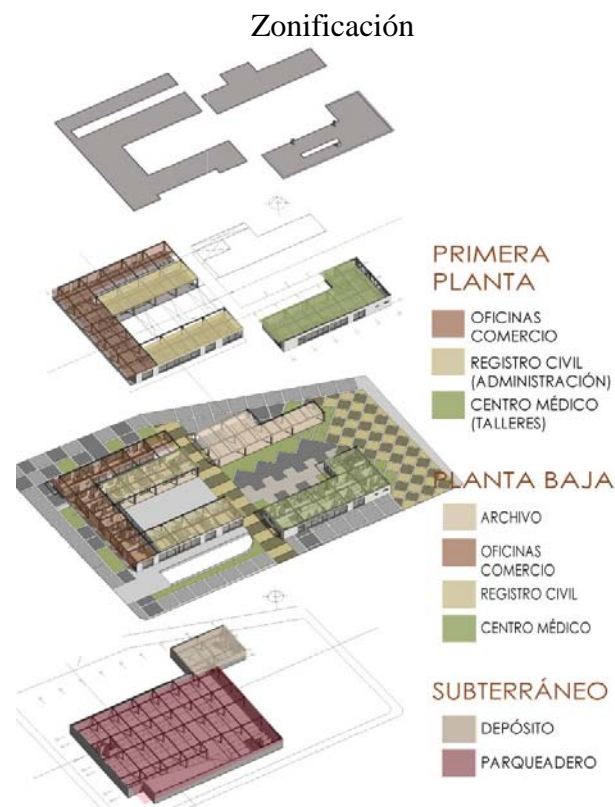 Zonificación
PRIMERA
PLANTA
OFICINAS
COMERCIO
REGISTRO CIVIL
(ADMINISTRACIÓN)
CENTRO MÉDICO
(TALLERES)
PLANTA BAJA
ARCHIVO
OFICINAS
COMERCIO
REGISTRO CIVIL
CENTRO MÉDICO
SUBTERRÁNEO
DEPÓSITO
PARQUEADERO